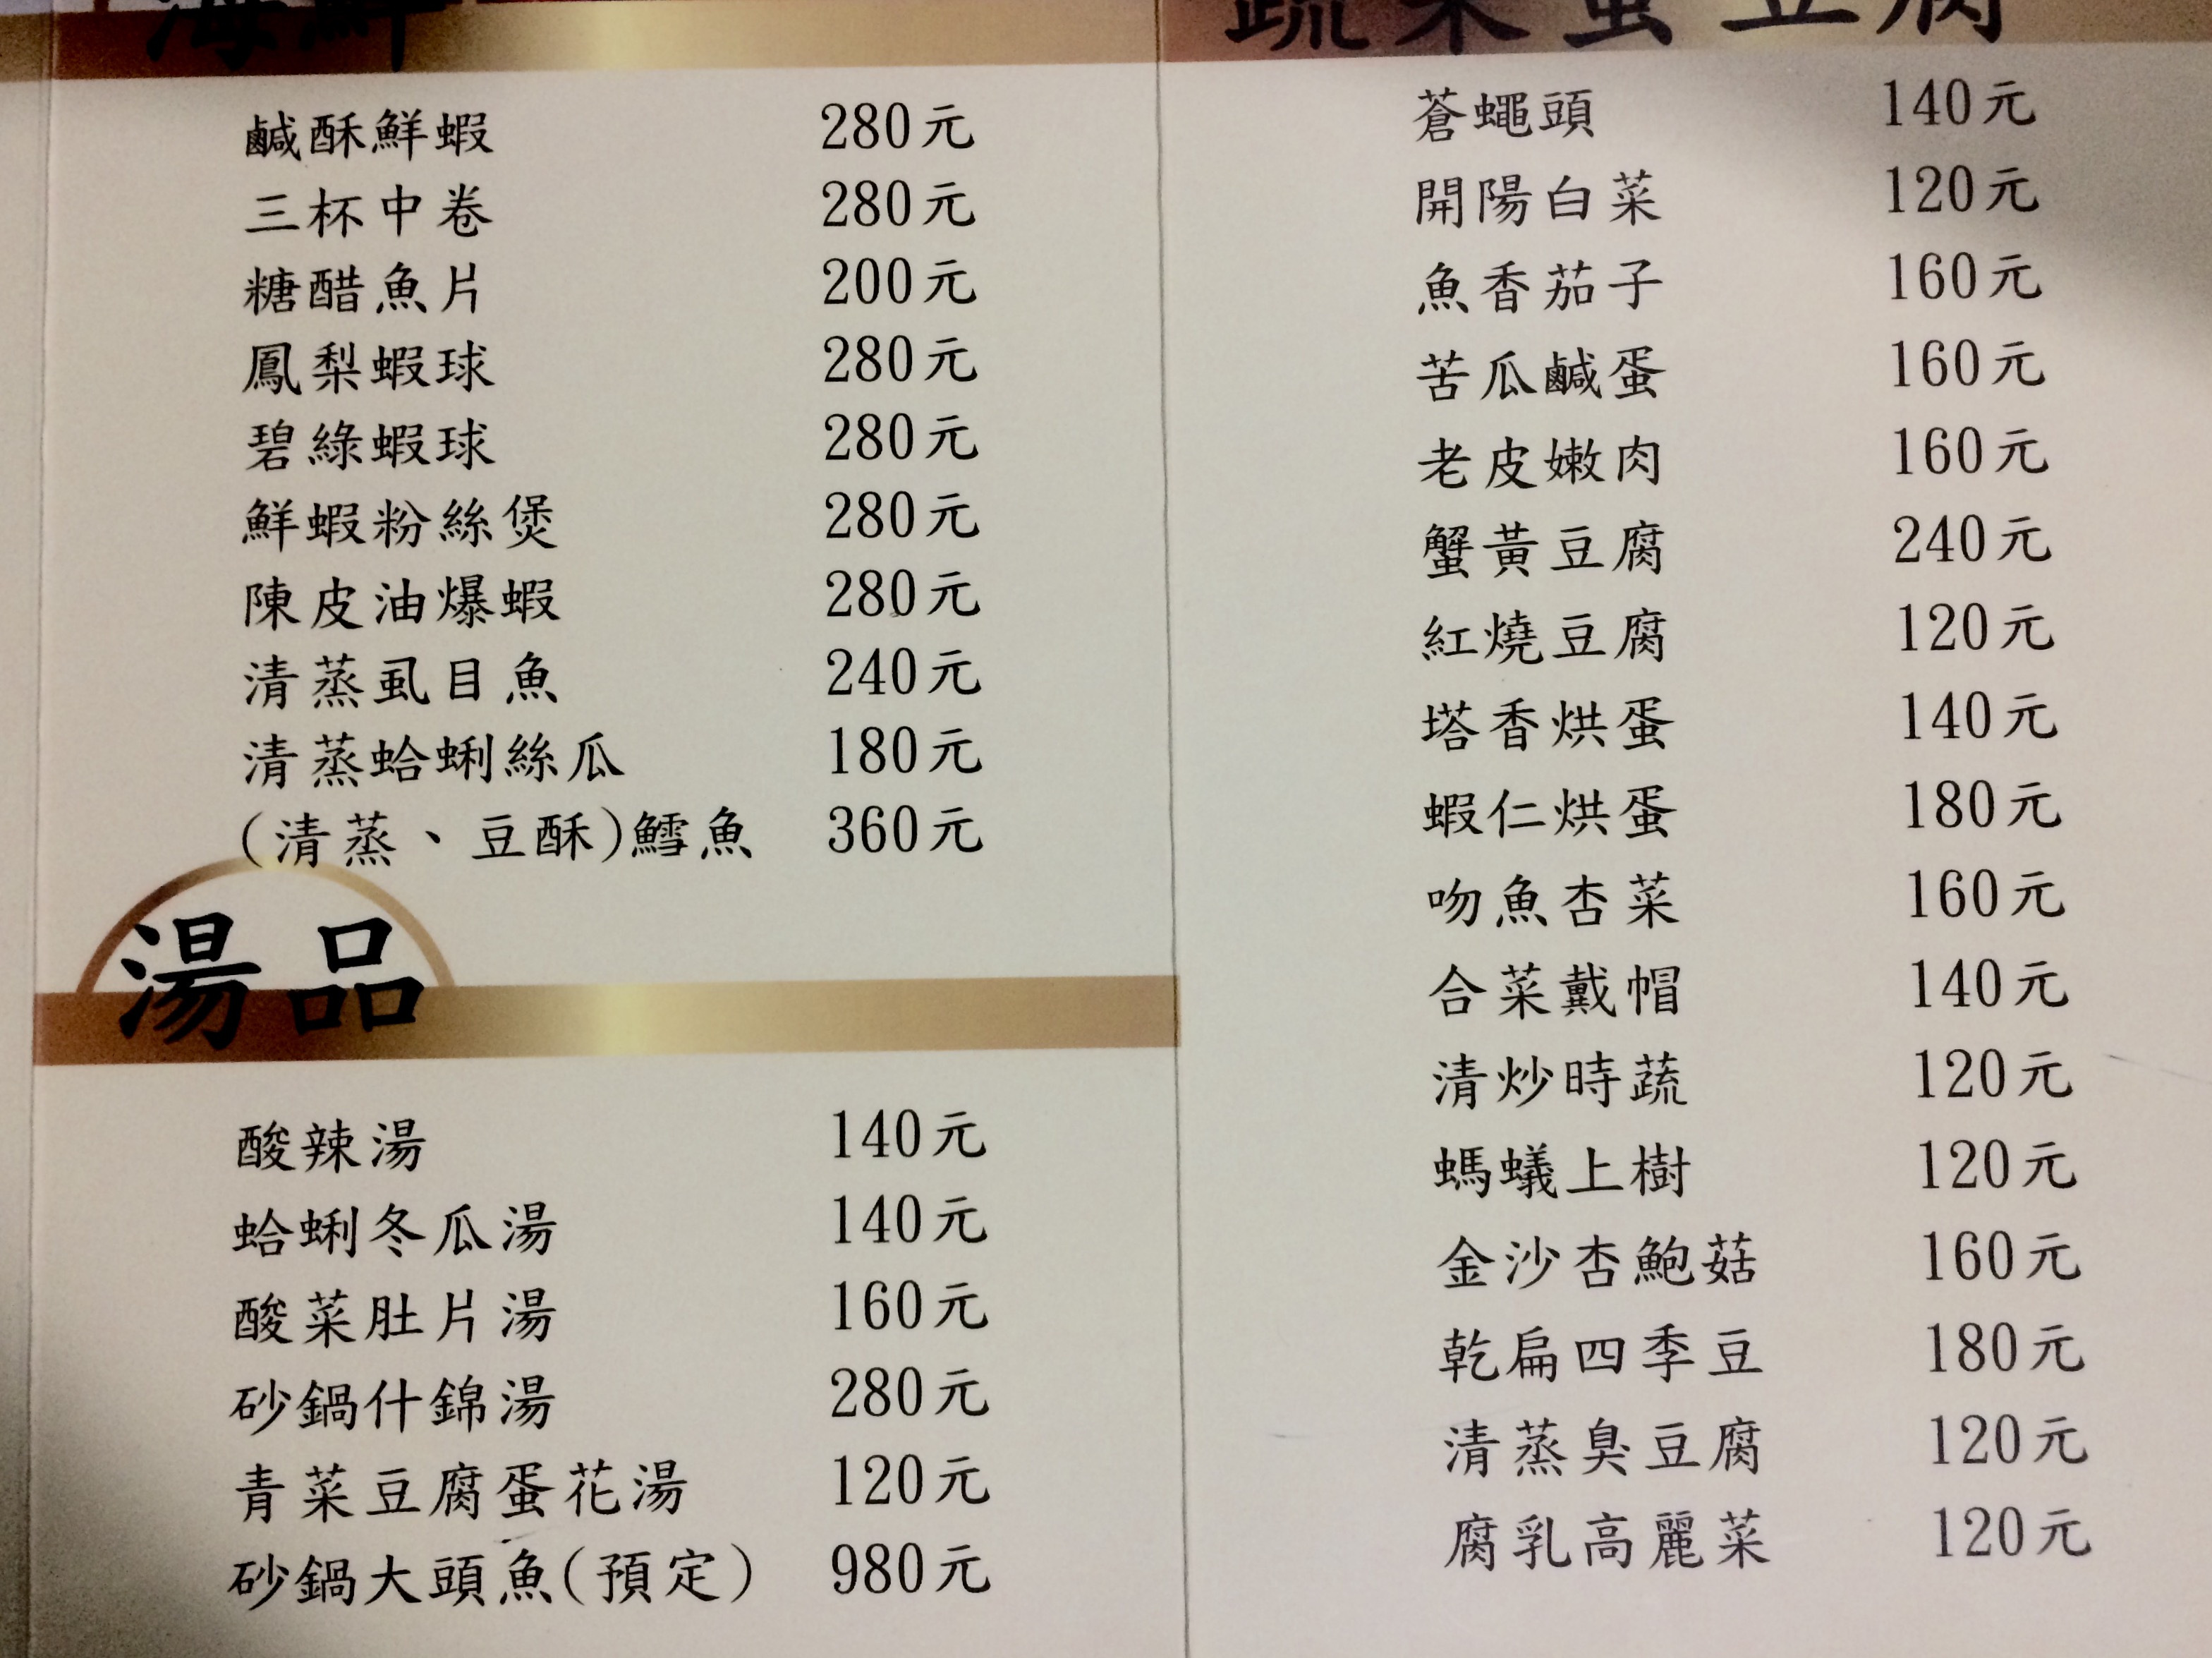 海鮮
鹹酥鮮蝦 280元
三杯中卷 280元
糖醋魚片 200元
鳳梨蝦球 280元
碧綠蝦球 280元
鮮蝦粉絲煲 280元
陳皮油爆蝦 280元
清蒸虱目魚 240元
清蒸蛤蜊絲瓜 180元
(清蒸、豆酥)鱈魚 360元
湯品
酸辣湯 140元
蛤蜊冬瓜湯 140元
酸菜肚片湯 160元
砂鍋什錦湯 280元
青菜豆腐蛋花湯 120元
砂鍋大頭魚(預定) 980元
蔬菜蛋豆腐
蒼蠅頭 140元
開陽白菜 120元
魚香茄子 160元
苦瓜鹹蛋 160元
老皮嫩肉 160元
蟹黃豆腐 240元
紅燒豆腐 120元
塔香烘蛋 140元
蝦仁烘蛋 180元
吻魚杏菜 160元
合菜戴帽 140元
清炒時蔬 120元
螞蟻上樹 120元
金沙杏鮑菇 160元
乾扁四季豆 180元
清蒸臭豆腐 120元
腐乳高麗菜 120元